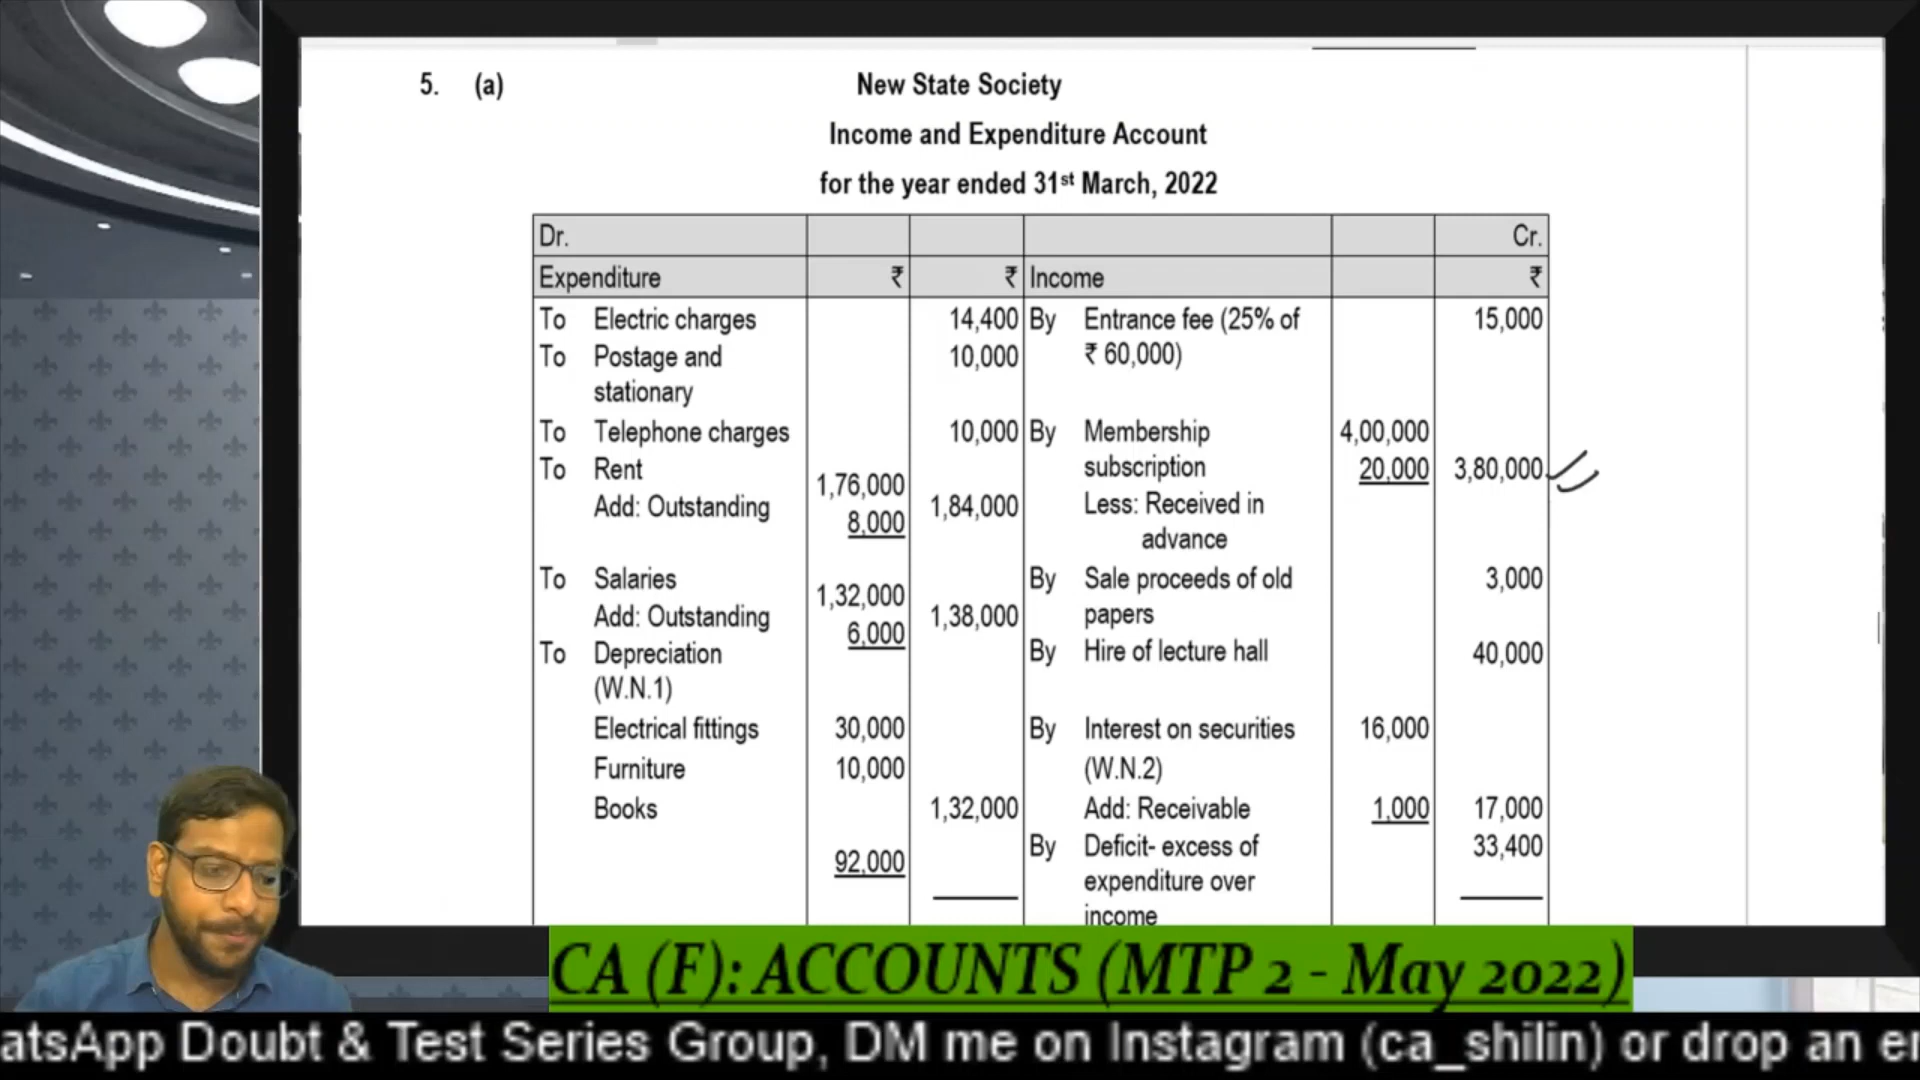 5. (a) New State Society
Income and Expenditure Account
for the year ended 31st March, 2022
Dr. Cr.
Expenditure ₹ ₹ Income ₹
To Electric charges 14,400 By Entrance fee (25% of 15,000
₹ 60,000)
To Postage and 10,000
stationary
To Telephone charges 10,000 By Membership 4,00,000
To Rent 1,76,000 subscription 20,000 3,80,000
Add: Outstanding 8,000 1,84,000 Less: Received in
advance
To Salaries 1,32,000 By Sale proceeds of old 3,000
Add: Outstanding 6,000 1,38,000 papers
To Depreciation By Hire of lecture hall 40,000
(W.N.1)
Electrical fittings 30,000 By Interest on securities 16,000
Furniture 10,000 (W.N.2)
Books 1,32,000 Add: Receivable 1,000 17,000
92,000 By Deficit- excess of 33,400
expenditure over
income
CA (F): ACCOUNTS (MTP 2 - May 2022)
atsApp Doubt & Test Series Group, DM me on Instagram (ca_shilin) or drop an